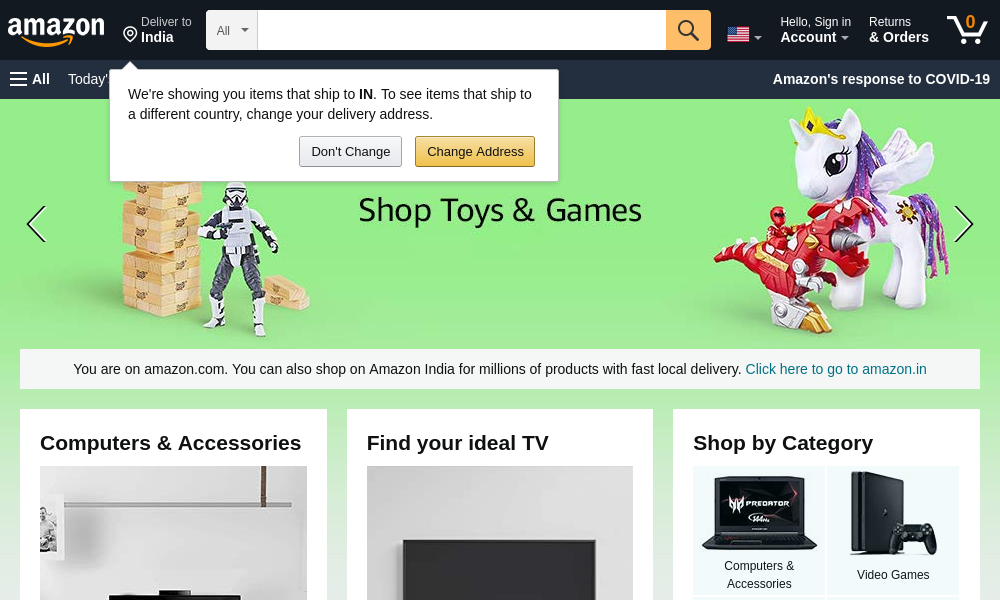 amazon
Deliver to
India
All
Hello, Sign in
Account
Returns
& Orders
0
All
Today'
Amazon's response to COVID-19
We're showing you items that ship to IN. To see items that ship to
a different country, change your delivery address.
Don't Change
Change Address
Shop Toys & Games
You are on amazon.com. You can also shop on Amazon India for millions of products with fast local delivery. Click here to go to amazon.in
Computers & Accessories
Find your ideal TV
Shop by Category
PREDATOR
144Hz
Computers &
Accessories
Video Games